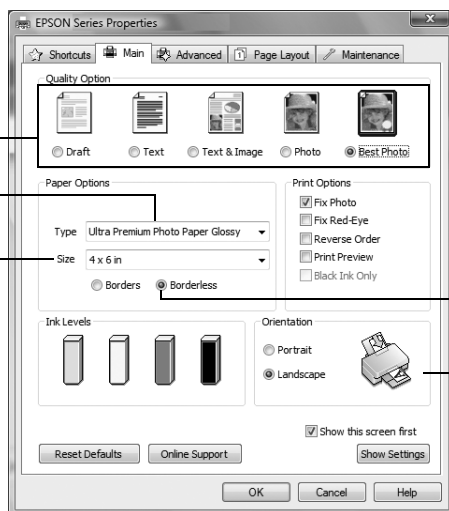 EPSON Series Properties
Shortcuts Main Advanced 1 Page Layout Maintenance
Quality Option
Draft Text Text & Image Photo Best Photo
Paper Options
Type Ultra Premium Photo Paper Glossy
Size 4 x 6 in
Borders Borderless
Print Options
Fix Photo
Fix Red-Eye
Reverse Order
Print Preview
Black Ink Only
Ink Levels
Orientation
Portrait
Landscape
Show this screen first
Reset Defaults Online Support Show Settings
OK Cancel Help